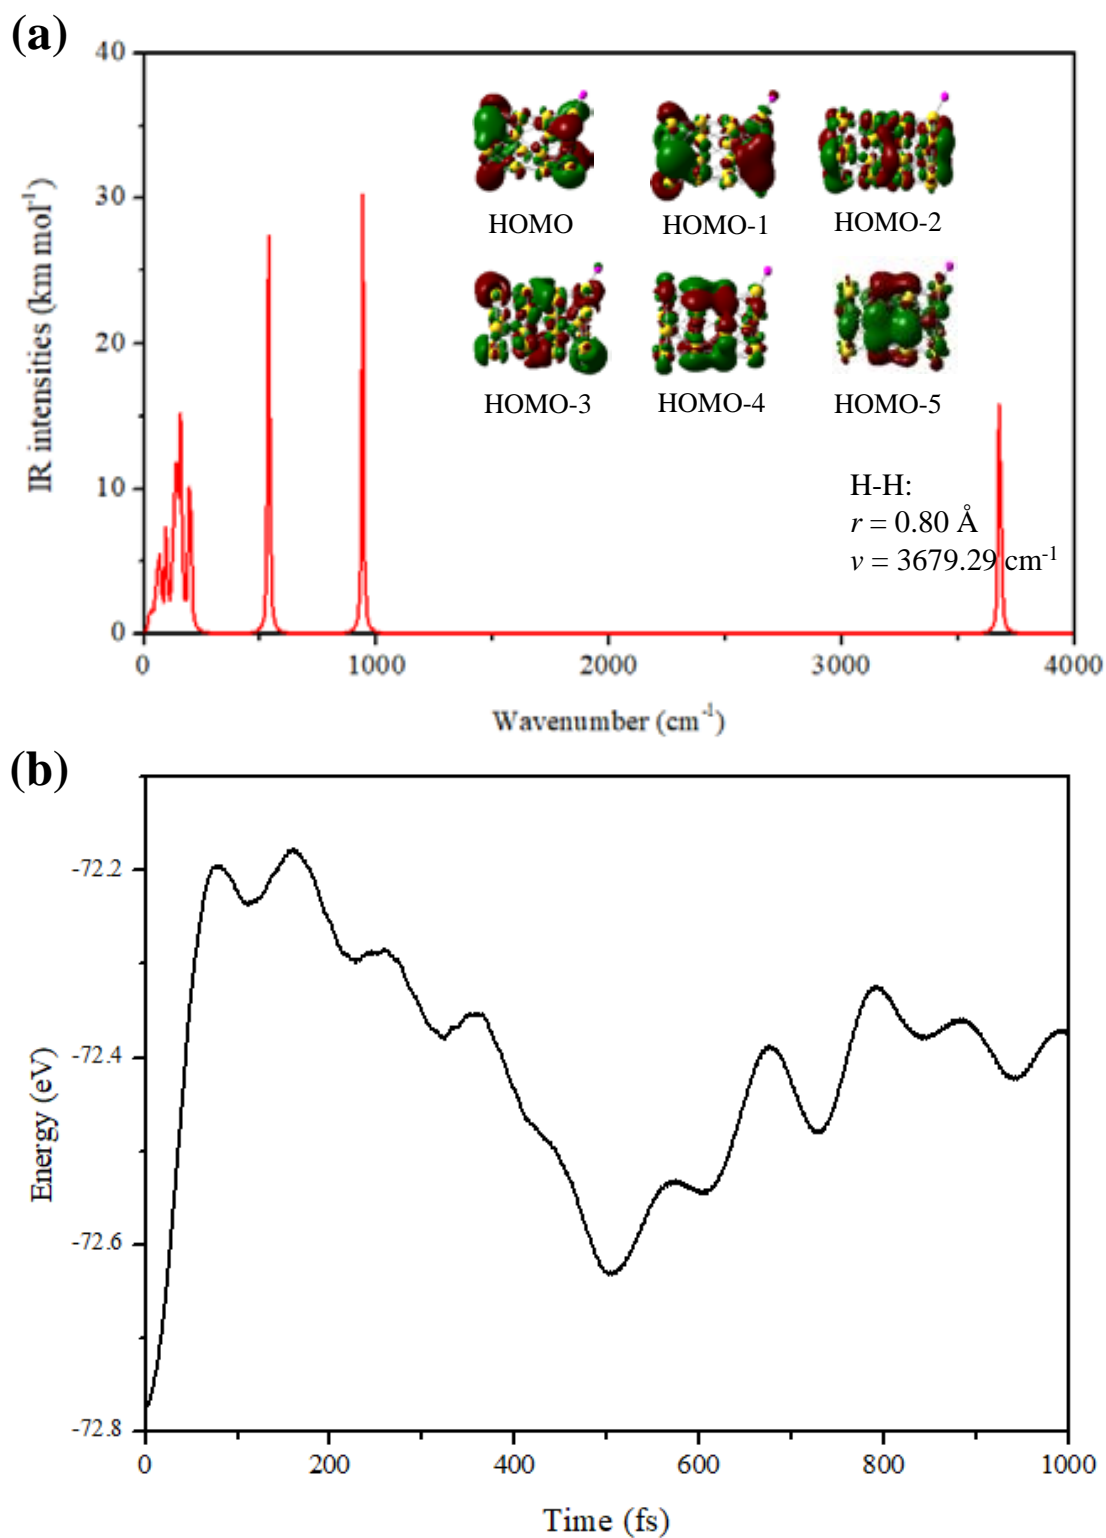 (a)
40
30
20
10
0
IR intensities (km mol-1)
HOMO
HOMO-1
HOMO-2
HOMO-3
HOMO-4
HOMO-5
H-H:
r = 0.80 Å
v = 3679.29 cm-1
0
1000
2000
3000
4000
Wavenumber (cm-1)
(b)
-72.2
-72.4
-72.6
-72.8
Energy (eV)
0
200
400
600
800
1000
Time (fs)